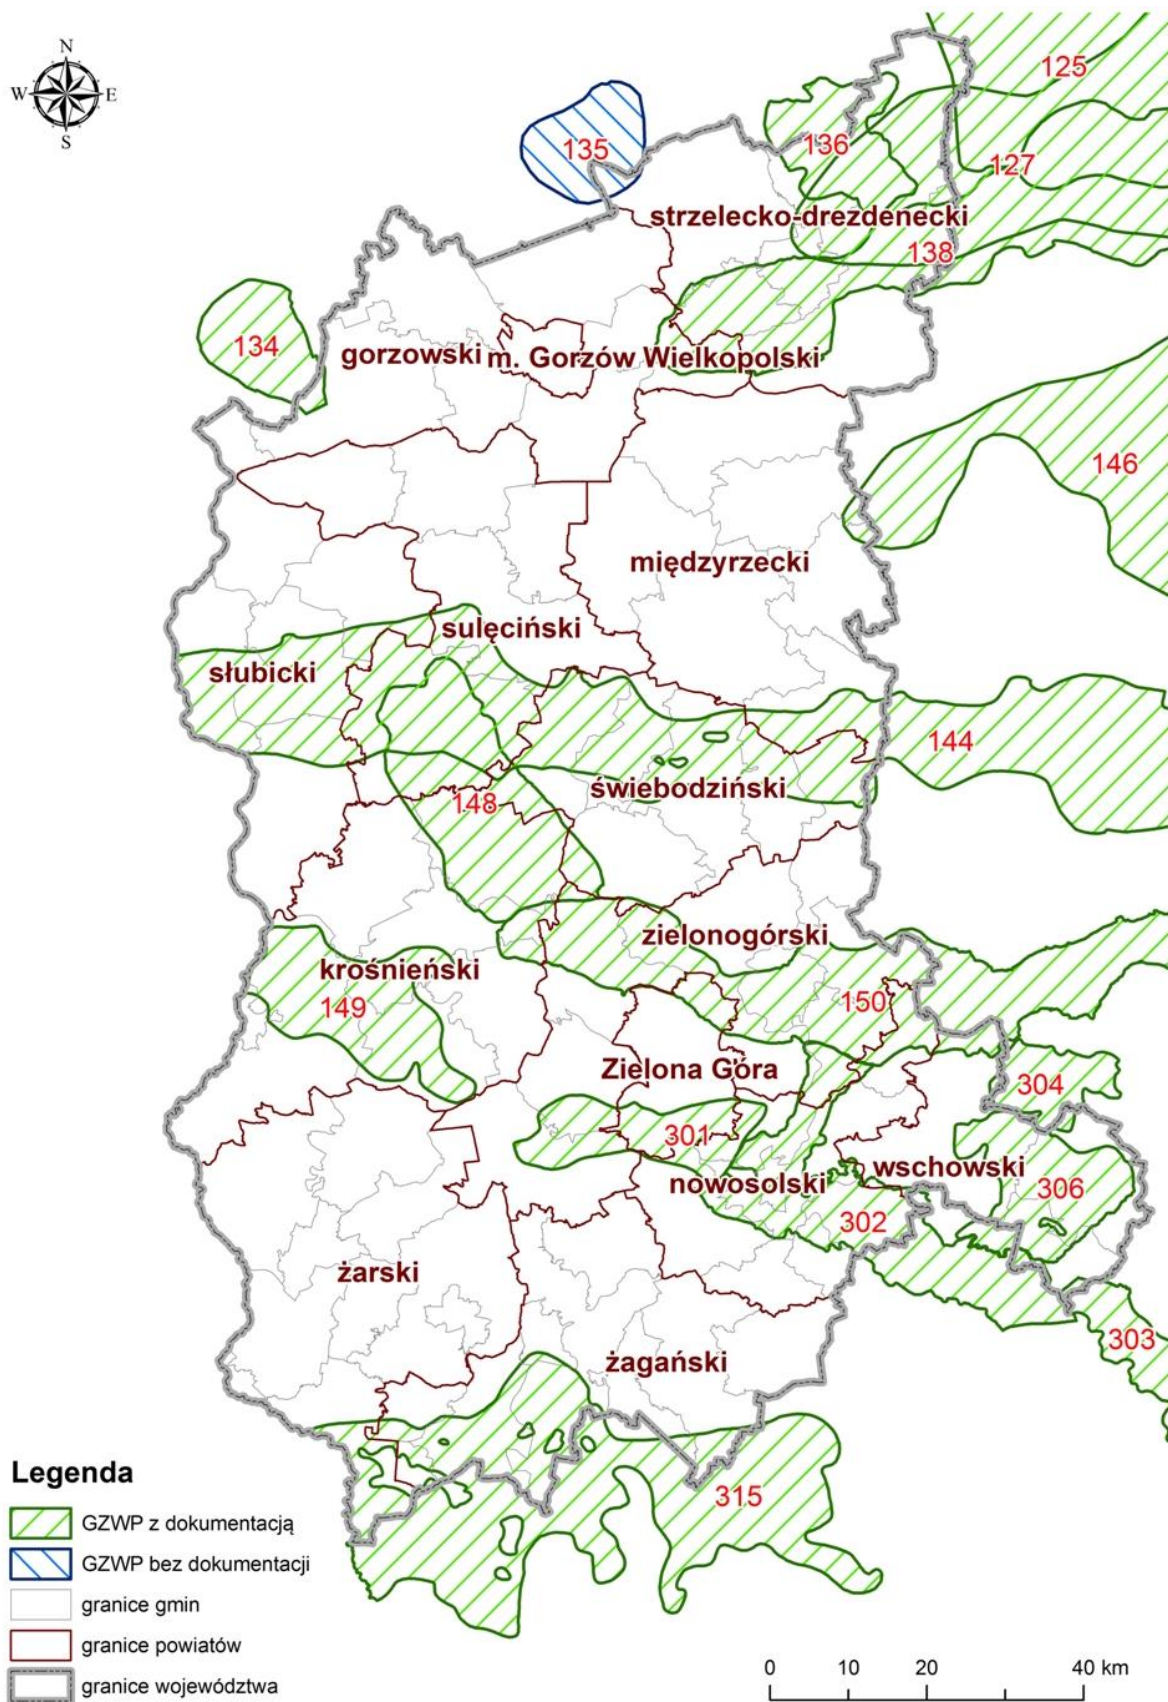 N
W E
S
125
135
136
127
strzelecko-drezdenecki
138
134
gorzowski
m. Gorzów Wielkopolski
146
międzyrzecki
sulęciński
słubicki
144
świebodziński
148
zielonogórski
krośnieński
149
150
Zielona Góra
304
301
wschowski
nowosolski
306
302
żarski
303
żagański
315
Legenda
GZWP z dokumentacją
GZWP bez dokumentacji
granice gmin
granice powiatów
granice województwa
0 10 20 40 km